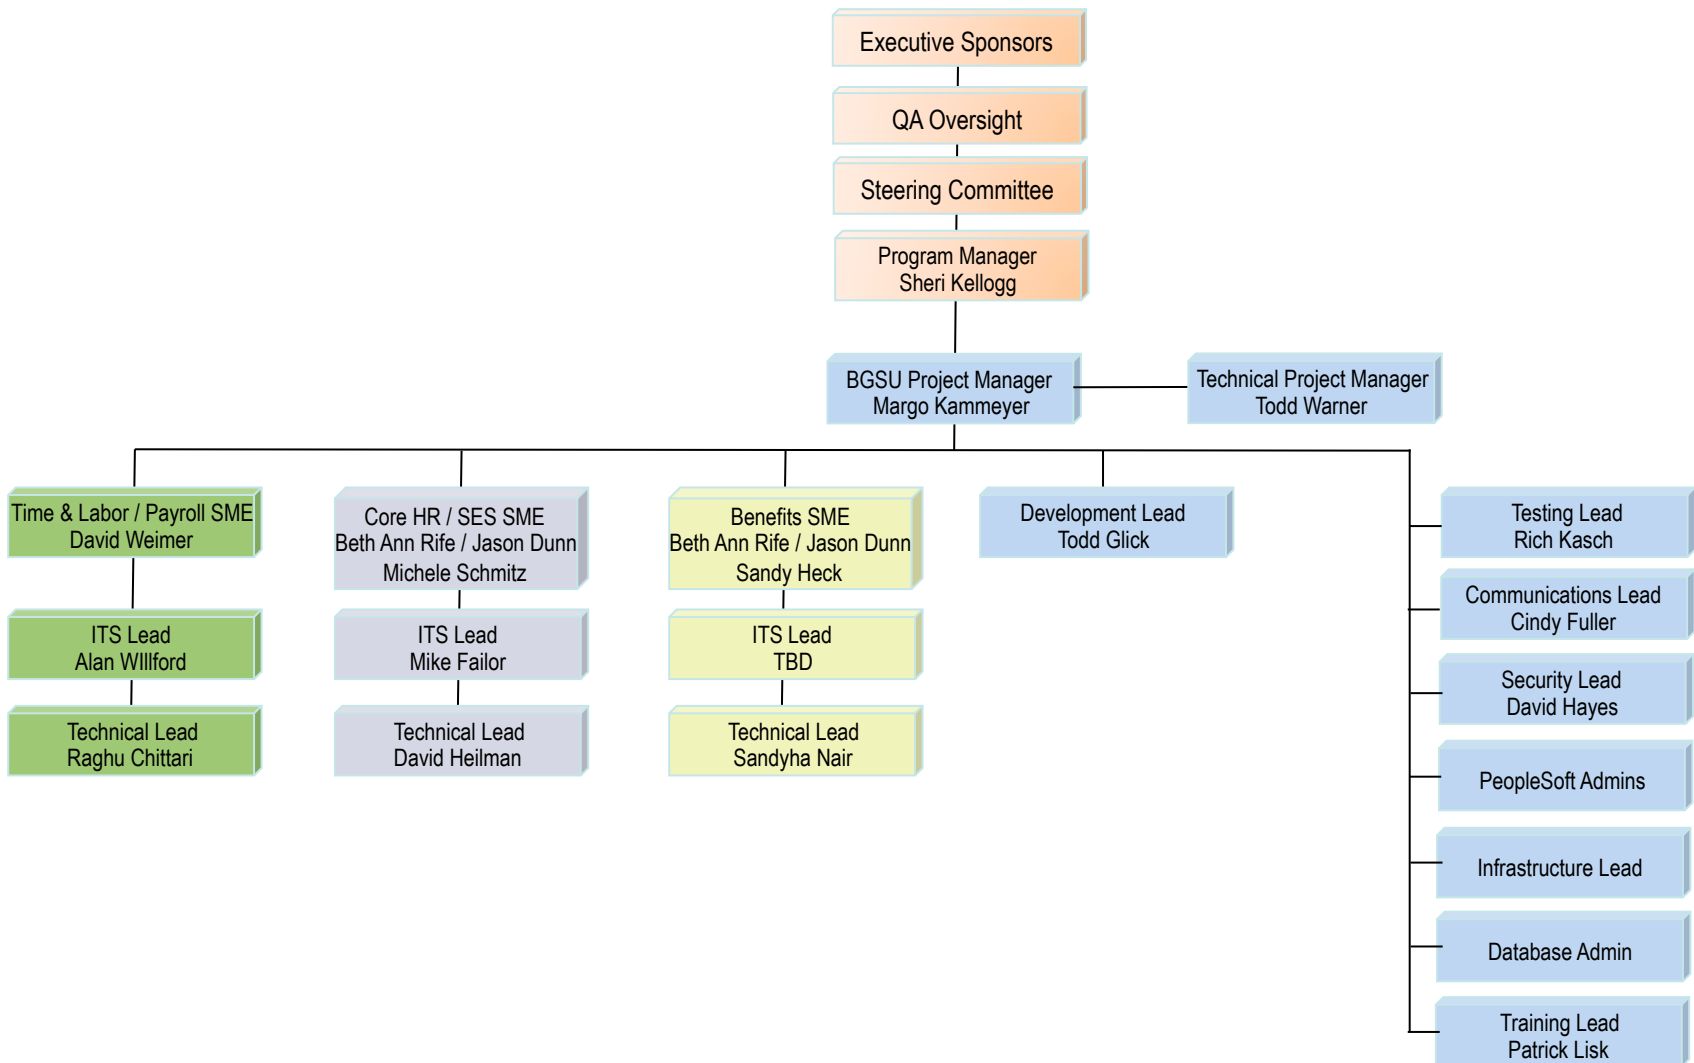 Executive Sponsors
QA Oversight
Steering Committee
Program Manager
Sheri Kellogg
BGSU Project Manager
Margo Kammeyer
Technical Project Manager
Todd Warner
Time & Labor / Payroll SME
David Weimer
Core HR / SES SME
Beth Ann Rife / Jason Dunn
Michele Schmitz
Benefits SME
Beth Ann Rife / Jason Dunn
Sandy Heck
Development Lead
Todd Glick
Testing Lead
Rich Kasch
ITS Lead
Alan WIllford
ITS Lead
Mike Failor
ITS Lead
TBD
Communications Lead
Cindy Fuller
Technical Lead
Raghu Chittari
Technical Lead
David Heilman
Technical Lead
Sandyha Nair
Security Lead
David Hayes
PeopleSoft Admins
Infrastructure Lead
Database Admin
Training Lead
Patrick Lisk